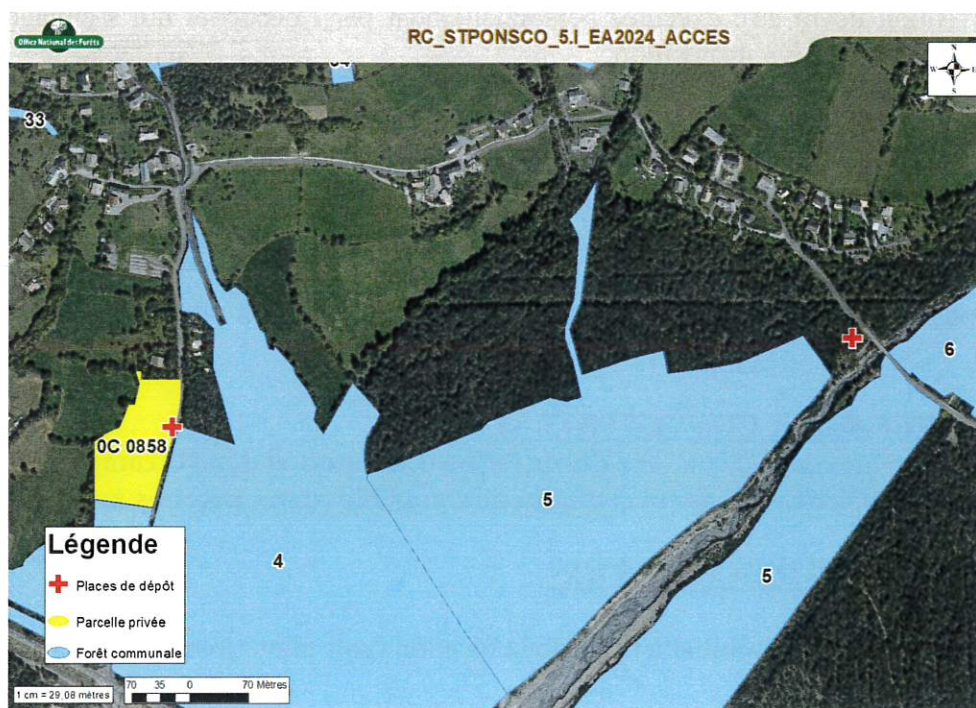 Office National des Forêts
RC_STPONSCO_5.I_EA2024_ACCES
N
W E
S
33
6
0C 0858
5
4
5
Légende
Places de dépôt
Parcelle privée
Forêt communale
70 35 0 70 Mètres
1 cm = 29,08 mètres